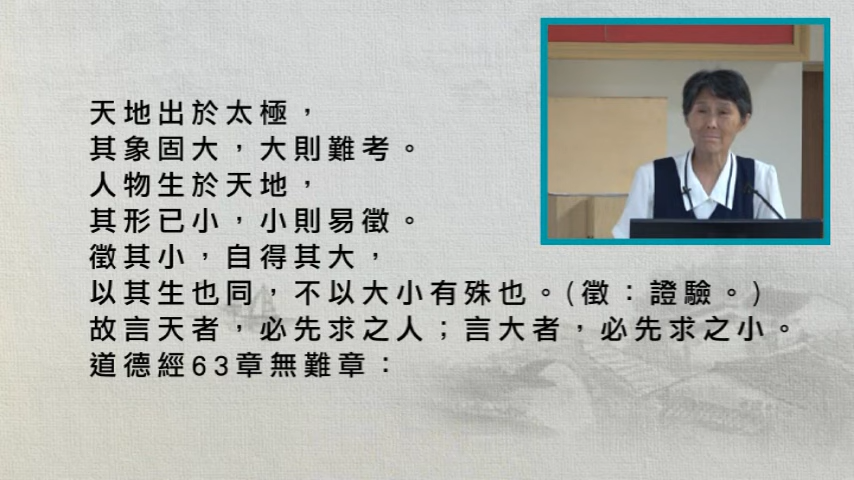 天地出於太極，
其象固大，大則難考。
人物生於天地，
其形已小，小則易徵。
徵其小，自得其大，
以其生也同，不以大小有殊也。(徵：證驗。)
故言天者，必先求之人；言大者，必先求之小。
道德經63章無難章：